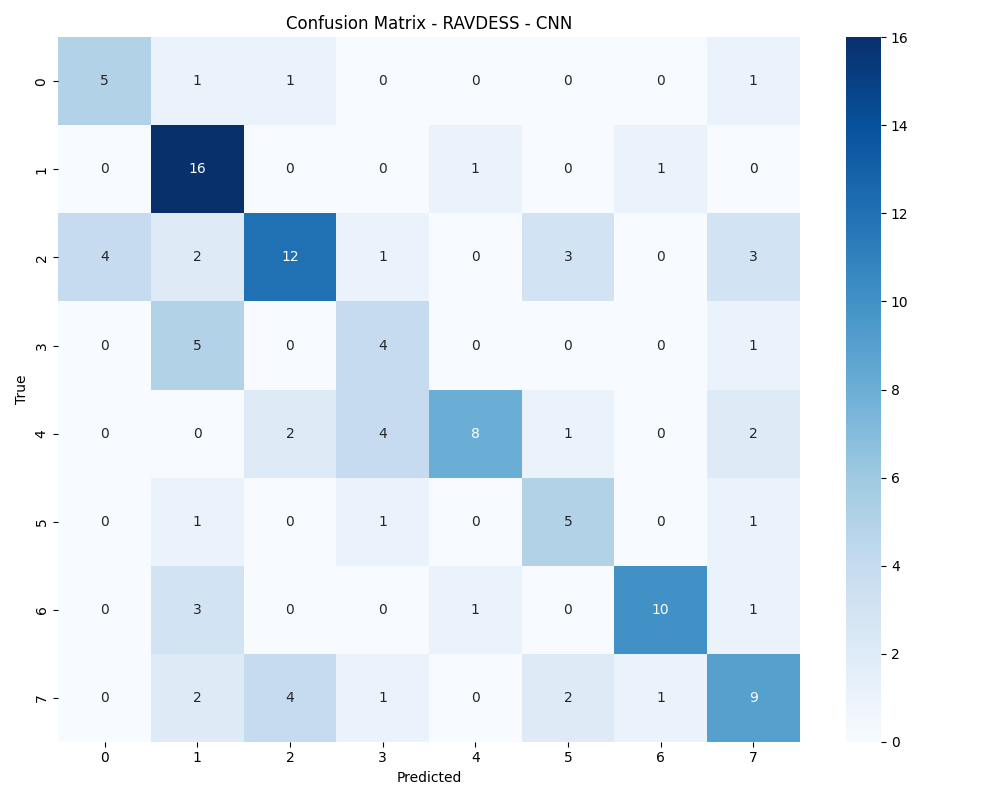 Confusion Matrix - RAVDESS - CNN
0 5 1 1 0 0 0 0 1
1 0 16 0 0 1 0 1 0
2 4 2 12 1 0 3 0 3
3 0 5 0 4 0 0 0 1
4 0 0 2 4 8 1 0 2
5 0 1 0 1 0 5 0 1
6 0 3 0 0 1 0 10 1
7 0 2 4 1 0 2 1 9
0 1 2 3 4 5 6 7
True
Predicted
16
14
12
10
8
6
4
2
0